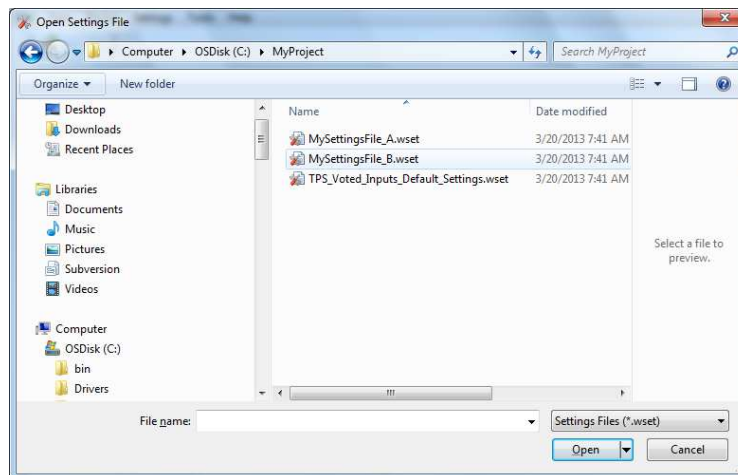 Open Settings File
Computer ▸ OSDisk (C:) ▸ MyProject
Search MyProject
Organize
New folder
Desktop
Downloads
Recent Places
Libraries
Documents
Music
Pictures
Subversion
Videos
Computer
OSDisk (C:)
bin
Drivers
Name
Date modified
MySettingsFile_A.wset
3/20/2013 7:41 AM
MySettingsFile_B.wset
3/20/2013 7:41 AM
TPS_Voted_Inputs_Default_Settings.wset
3/20/2013 7:41 AM
Select a file to
preview.
File name:
Settings Files (*.wset)
Open
Cancel